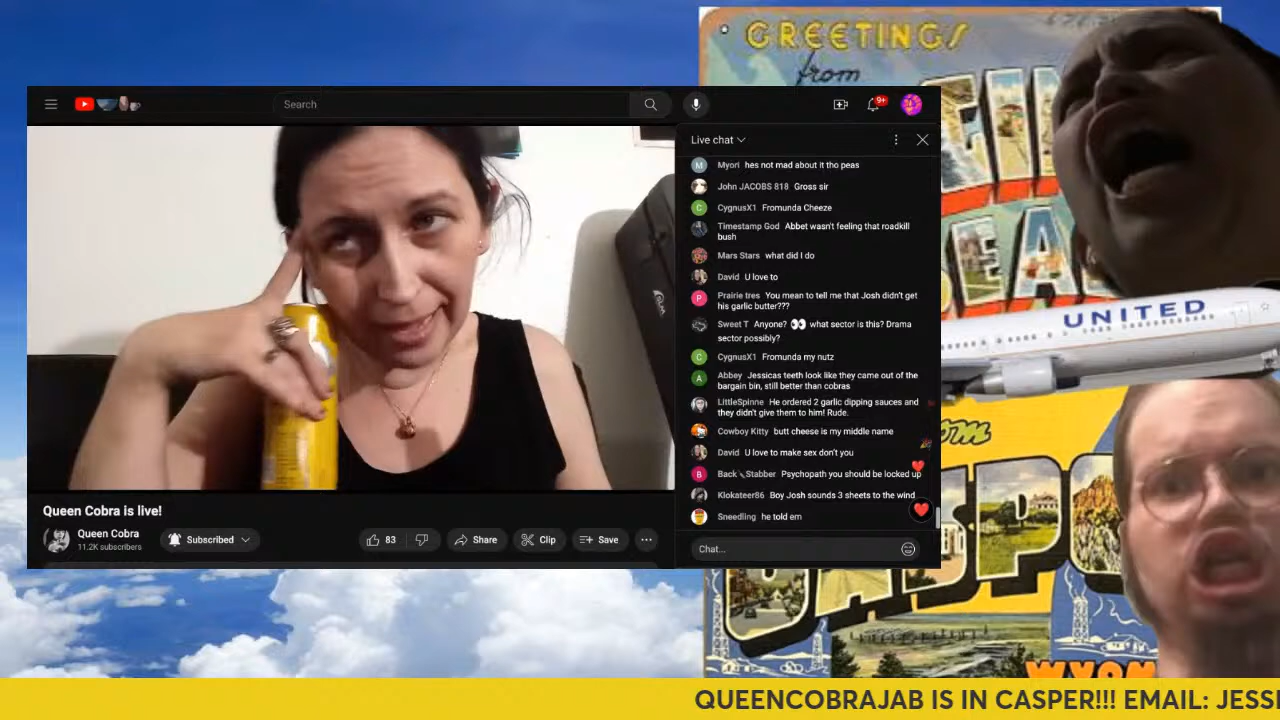 GREETINGS
from
Search
9+
Live chat
M Myori hes not mad about it tho peas
John JACOBS 818 Gross sir
C CygnusX1 Fromunda Cheeze
Timestamp God Abbet wasn't feeling that roadkill
bush
Mars Stars what did I do
David U love to
P Prairie tres You mean to tell me that Josh didn't get
his garlic butter???
Sweet T Anyone? 👀 what sector is this? Drama
sector possibly?
C CygnusX1 Fromunda my nutz
A Abbey Jessicas teeth look like they came out of the
bargain bin, still better than cobras
LittleSpinne He ordered 2 garlic dipping sauces and
they didn't give them to him! Rude.
Cowboy Kitty butt cheese is my middle name
David U love to make sex don't you
B Back🔪Stabber Psychopath you should be locked up
Klokateer86 Boy Josh sounds 3 sheets to the wind
Sneedling he told em
Chat...
Queen Cobra is live!
Queen Cobra
11.2K subscribers
Subscribed
83
Share
Clip
Save
UNITED
QUEENCOBRAJAB IS IN CASPER!!! EMAIL: JESSI